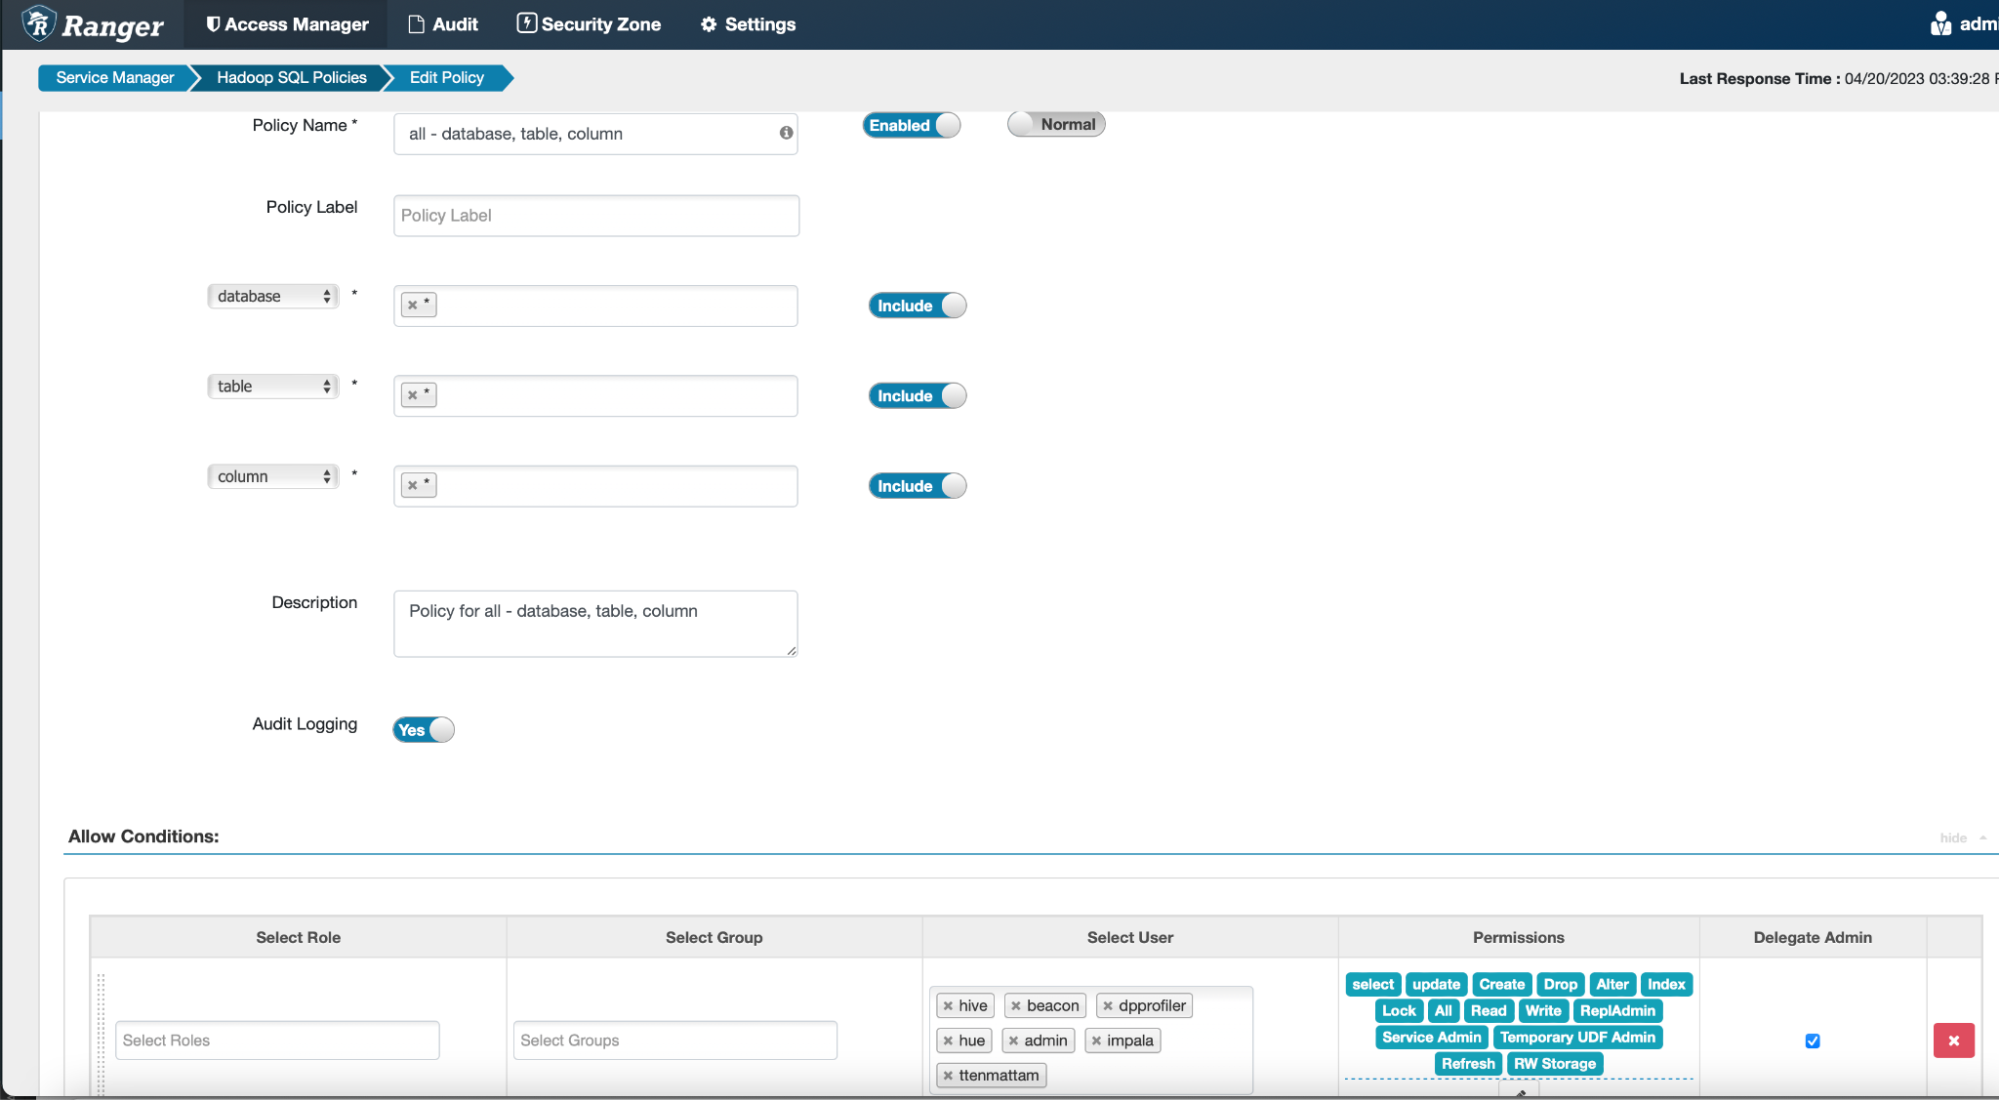 Ranger Access Manager Audit Security Zone Settings adm
Service Manager Hadoop SQL Policies Edit Policy Last Response Time : 04/20/2023 03:39:28
Policy Name * all - database, table, column Enabled Normal
Policy Label Policy Label
database * × * Include
table * × * Include
column * × * Include
Description Policy for all - database, table, column
Audit Logging Yes
Allow Conditions: hide
Select Role Select Group Select User Permissions Delegate Admin
Select Roles Select Groups
× hive × beacon × dpprofiler
× hue × admin × impala
× ttenmattam
select update Create Drop Alter Index
Lock All Read Write ReplAdmin
Service Admin Temporary UDF Admin
Refresh RW Storage
×